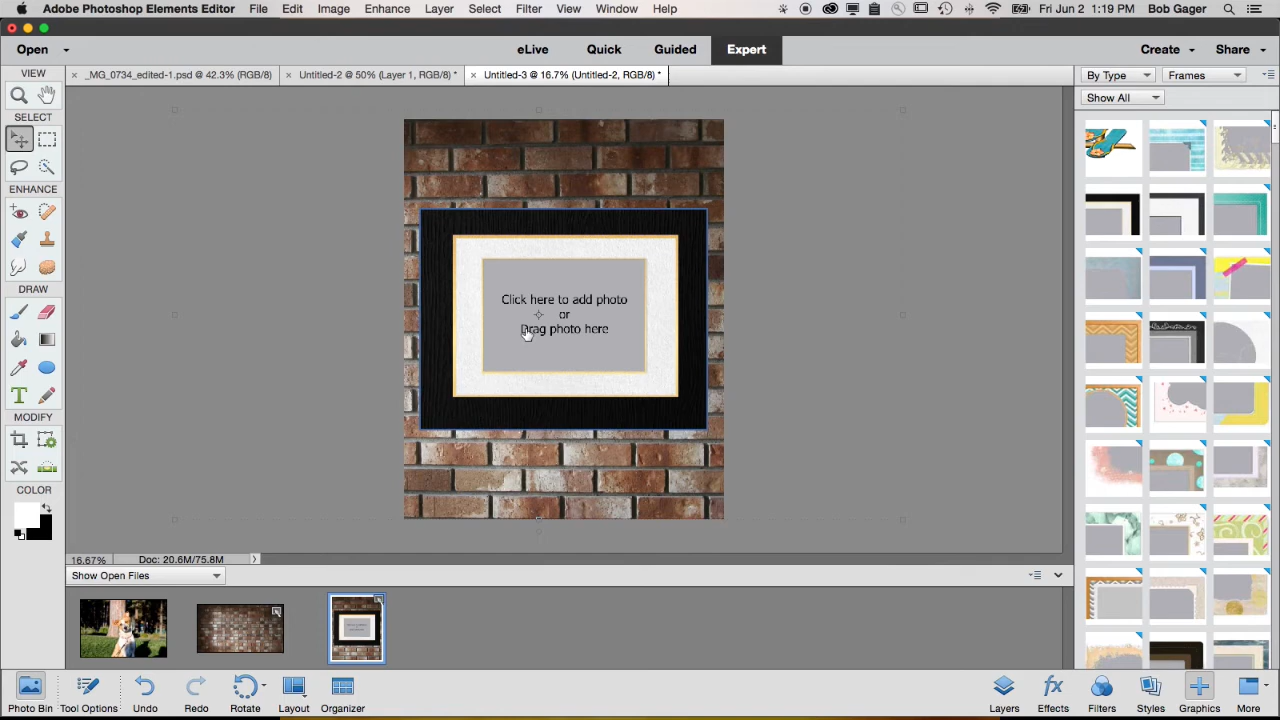 Adobe Photoshop Elements Editor File Edit Image Enhance Layer Select Filter View Window Help Fri Jun 2 1:19 PM Bob Gager
Open eLive Quick Guided Expert Create Share
VIEW _MG_0734_edited-1.psd @ 42.3% (RGB/8) Untitled-2 @ 50% (Layer 1, RGB/8) * Untitled-3 @ 16.7% (Untitled-2, RGB/8) * By Type Frames
Show All
SELECT
ENHANCE
DRAW
Click here to add photo
or
Drag photo here
MODIFY
COLOR
16.67% Doc: 20.6M/75.8M
Show Open Files
Photo Bin Tool Options Undo Redo Rotate Layout Organizer Layers Effects Filters Styles Graphics More